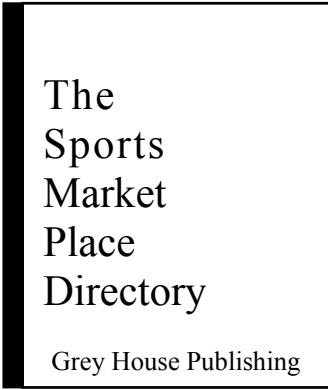 The
Sports
Market
Place
Directory
Grey House Publishing